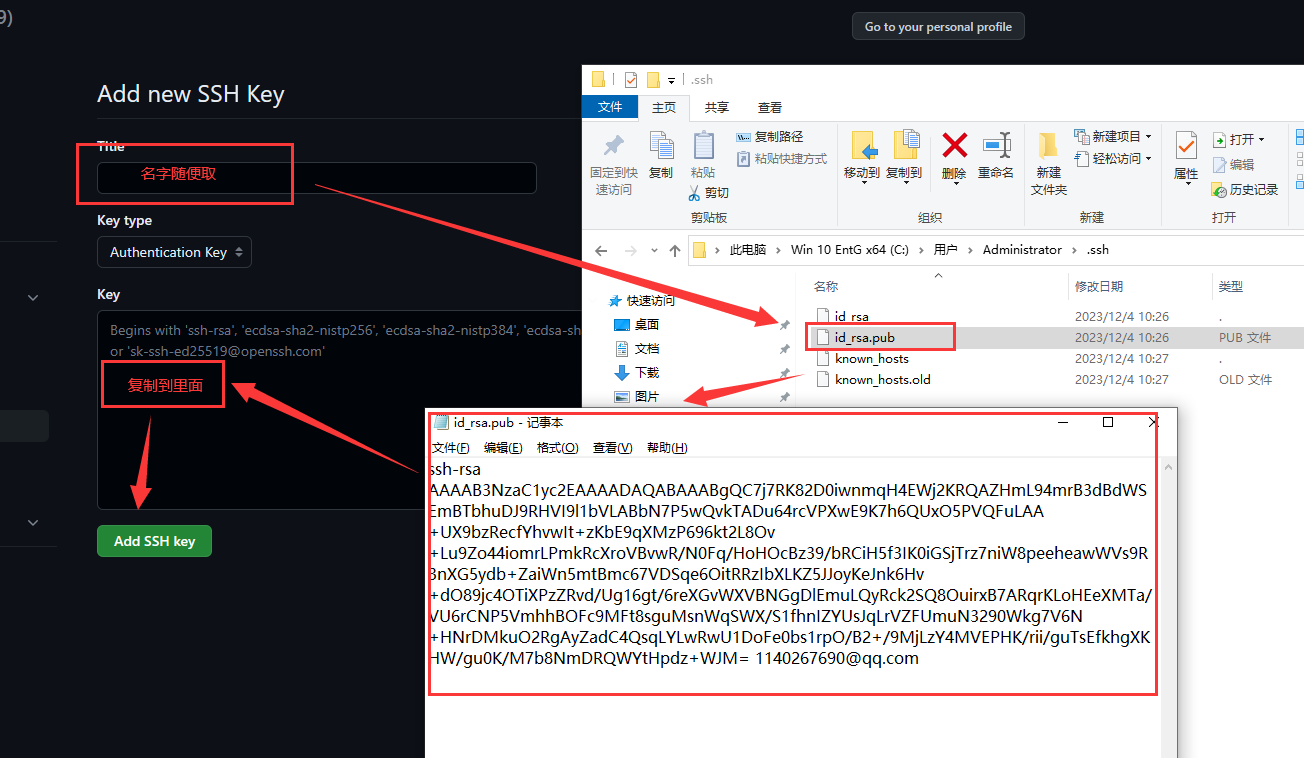 9)
Go to your personal profile
Add new SSH Key
Title
名字随便取
Key type
Authentication Key
Key
Begins with 'ssh-rsa', 'ecdsa-sha2-nistp256', 'ecdsa-sha2-nistp384', 'ecdsa-sh
or 'sk-ssh-ed25519@openssh.com'
复制到里面
Add SSH key
.ssh
文件 主页 共享 查看
固定到快速访问
复制
粘贴
复制路径
粘贴快捷方式
剪切
剪贴板
移动到 复制到 删除 重命名
组织
新建文件夹
新建项目
轻松访问
新建
属性
打开
编辑
历史记录
打开
此电脑 Win 10 EntG x64 (C:) 用户 Administrator .ssh
名称 修改日期 类型
快速访问
桌面
文档
下载
图片
id_rsa 2023/12/4 10:26 .
id_rsa.pub 2023/12/4 10:26 PUB 文件
known_hosts 2023/12/4 10:27 .
known_hosts.old 2023/12/4 10:27 OLD 文件
id_rsa.pub - 记事本
文件(F) 编辑(E) 格式(O) 查看(V) 帮助(H)
ssh-rsa
AAAAB3NzaC1yc2EAAAADAQABAAABgQC7j7RK82D0iwnmqH4EWj2KRQAZHmL94mrB3dBdWS
EmBTbhuDJ9RHVI9l1bVLABbN7P5wQvkTADu64rcVPXwE9K7h6QUxO5PVQFuLAA
+UX9bzRecfYhvwIt+zKbE9qXMzP696kt2L8Ov
+Lu9Zo44iomrLPmkRcXroVBvwR/N0Fq/HoHOcBz39/bRCiH5f3IK0iGSjTrz7niW8peeheawWVs9R
BnXG5ydb+ZaiWn5mtBmc67VDSqe6OitRRzIbXLKZ5JJoyKeJnk6Hv
+dO89jc4OTiXPzZRvd/Ug16gt/6reXGvWXVBNGgDlEmuLQyRck2SQ8OuirxB7ARqrKLoHEeXMTa/
VU6rCNP5VmhhBOFc9MFt8sguMsnWqSWX/S1fhnIZYUsJqLrVZFUmuN3290Wkg7V6N
+HNrDMkuO2RgAyZadC4QsqLYLwRwU1DoFe0bs1rpO/B2+/9MjLzY4MVEPHK/rii/guTsEfkhgXK
HW/gu0K/M7b8NmDRQWYtHpdz+WJM= 1140267690@qq.com